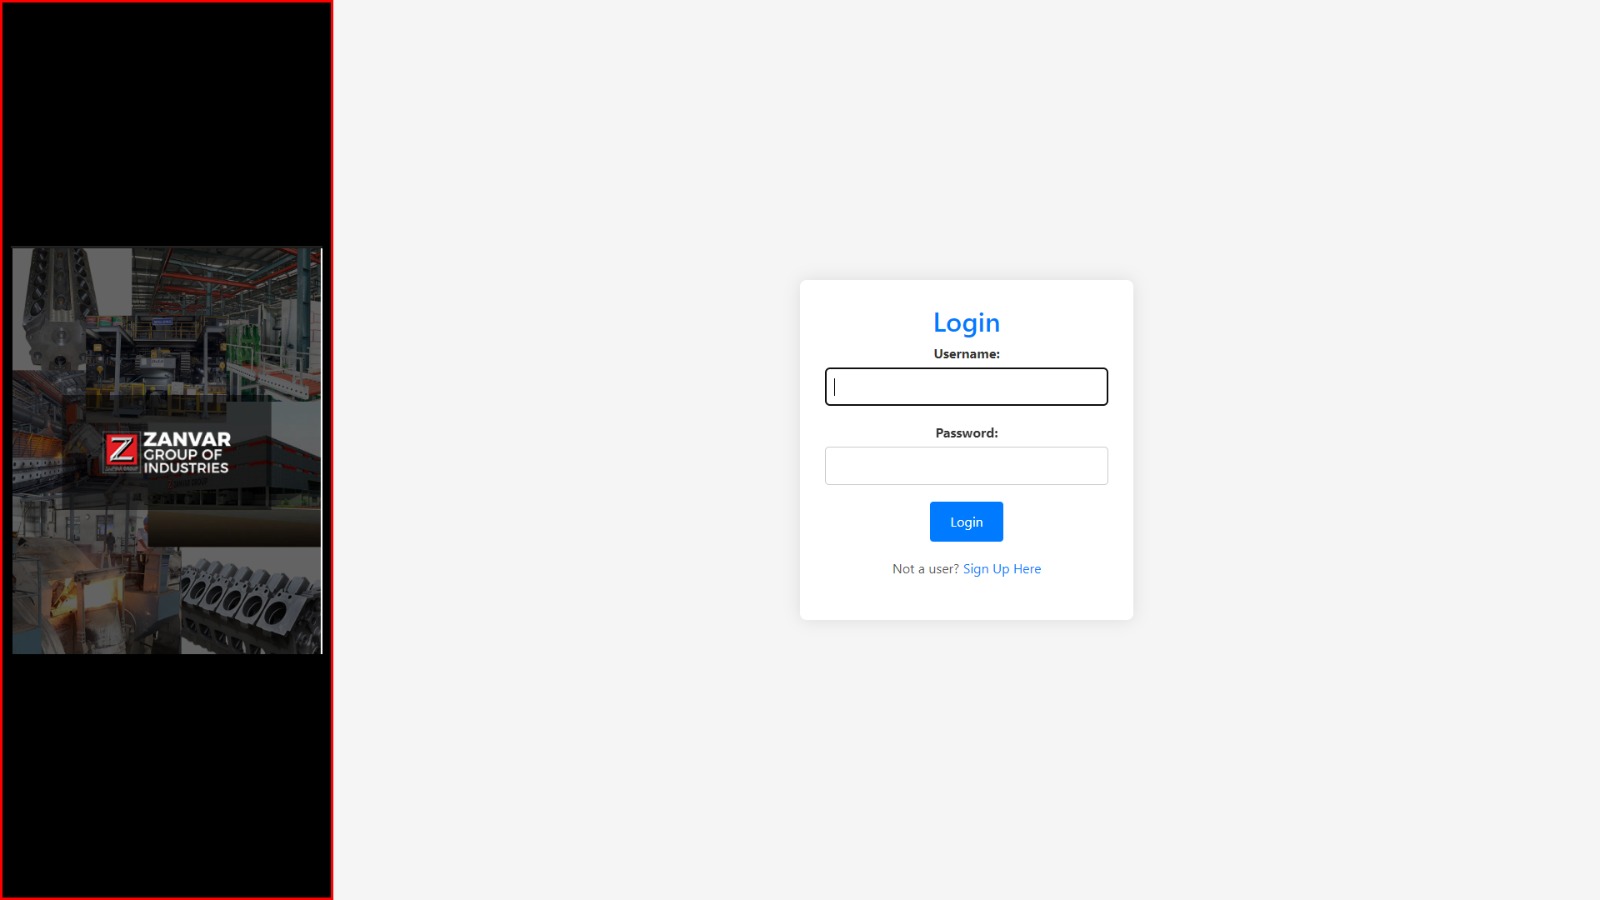 ZANVAR
GROUP OF
INDUSTRIES
Login
Username:
Password:
Login
Not a user? Sign Up Here